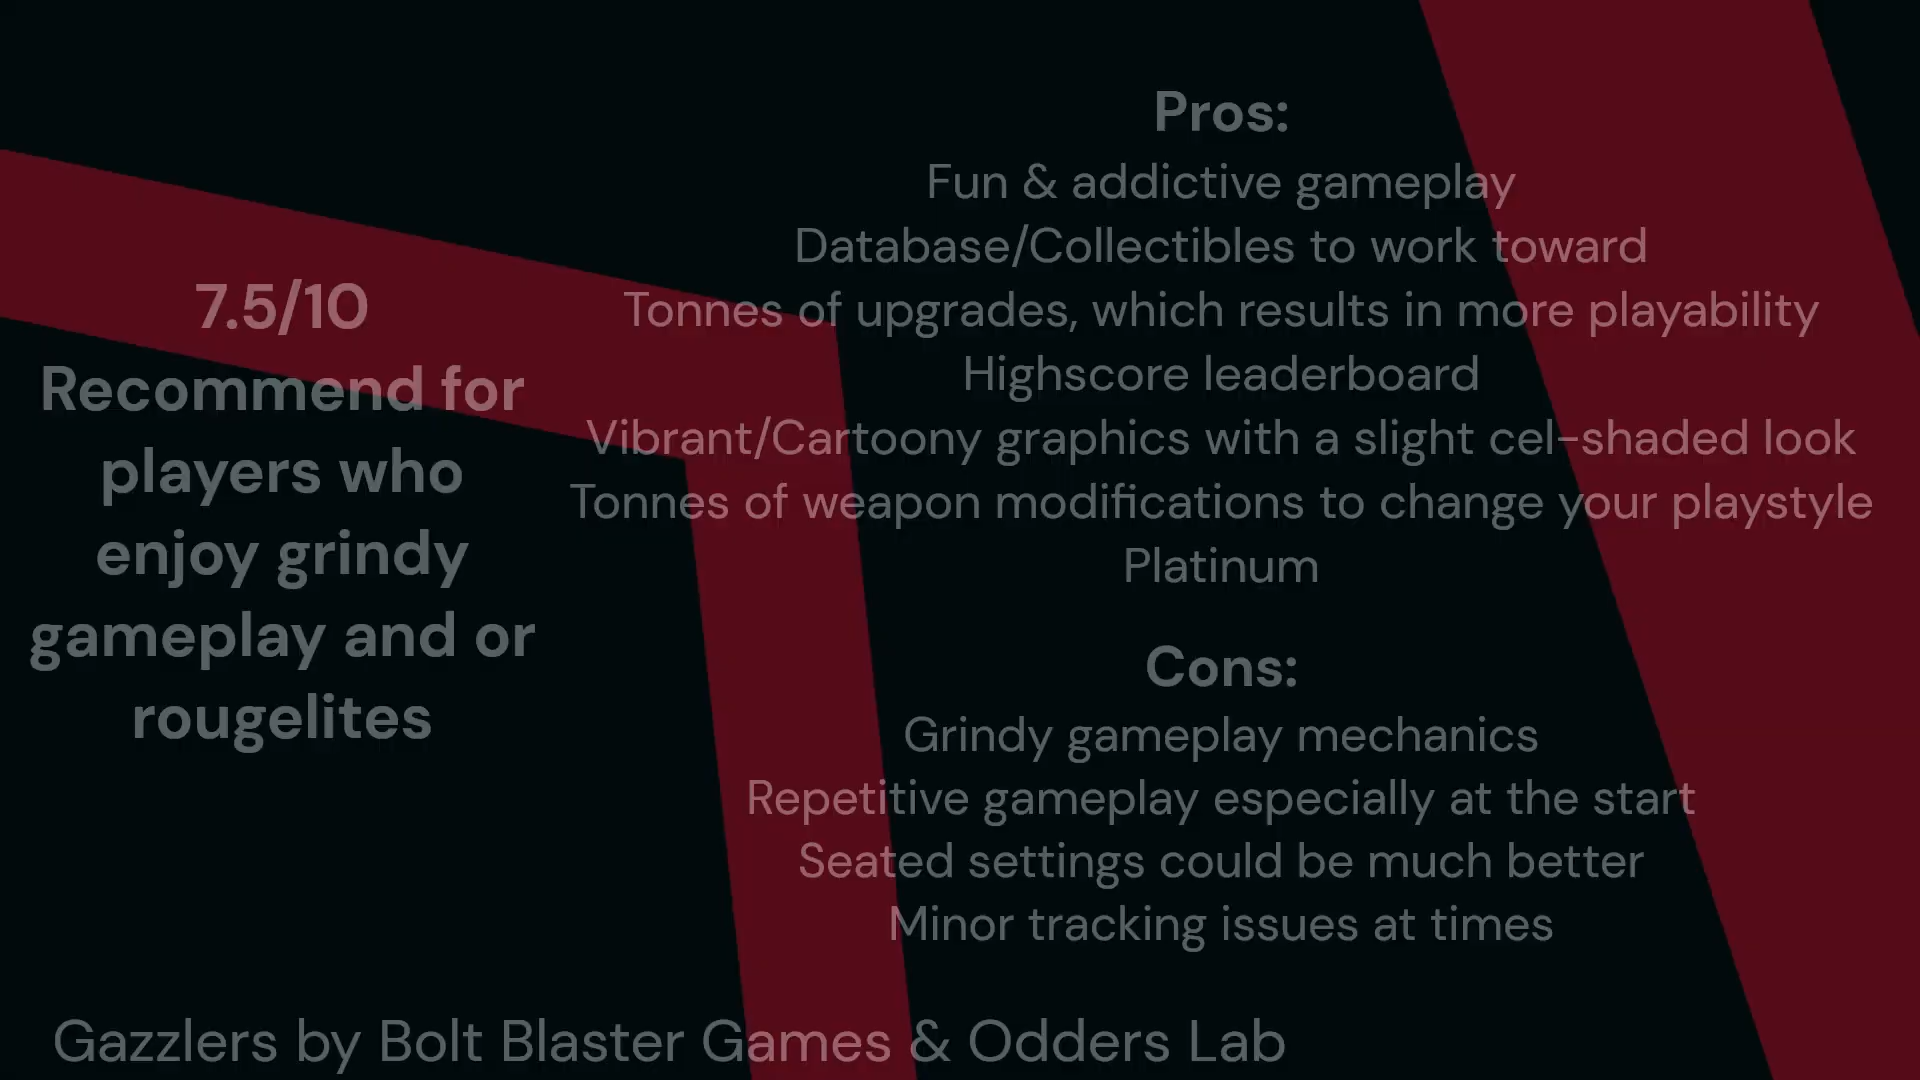 7.5/10
Recommend for
players who
enjoy grindy
gameplay and or
rougelites
Pros:
Fun & addictive gameplay
Database/Collectibles to work toward
Tonnes of upgrades, which results in more playability
Highscore leaderboard
Vibrant/Cartoony graphics with a slight cel-shaded look
Tonnes of weapon modifications to change your playstyle
Platinum
Cons:
Grindy gameplay mechanics
Repetitive gameplay especially at the start
Seated settings could be much better
Minor tracking issues at times
Gazzlers by Bolt Blaster Games & Odders Lab